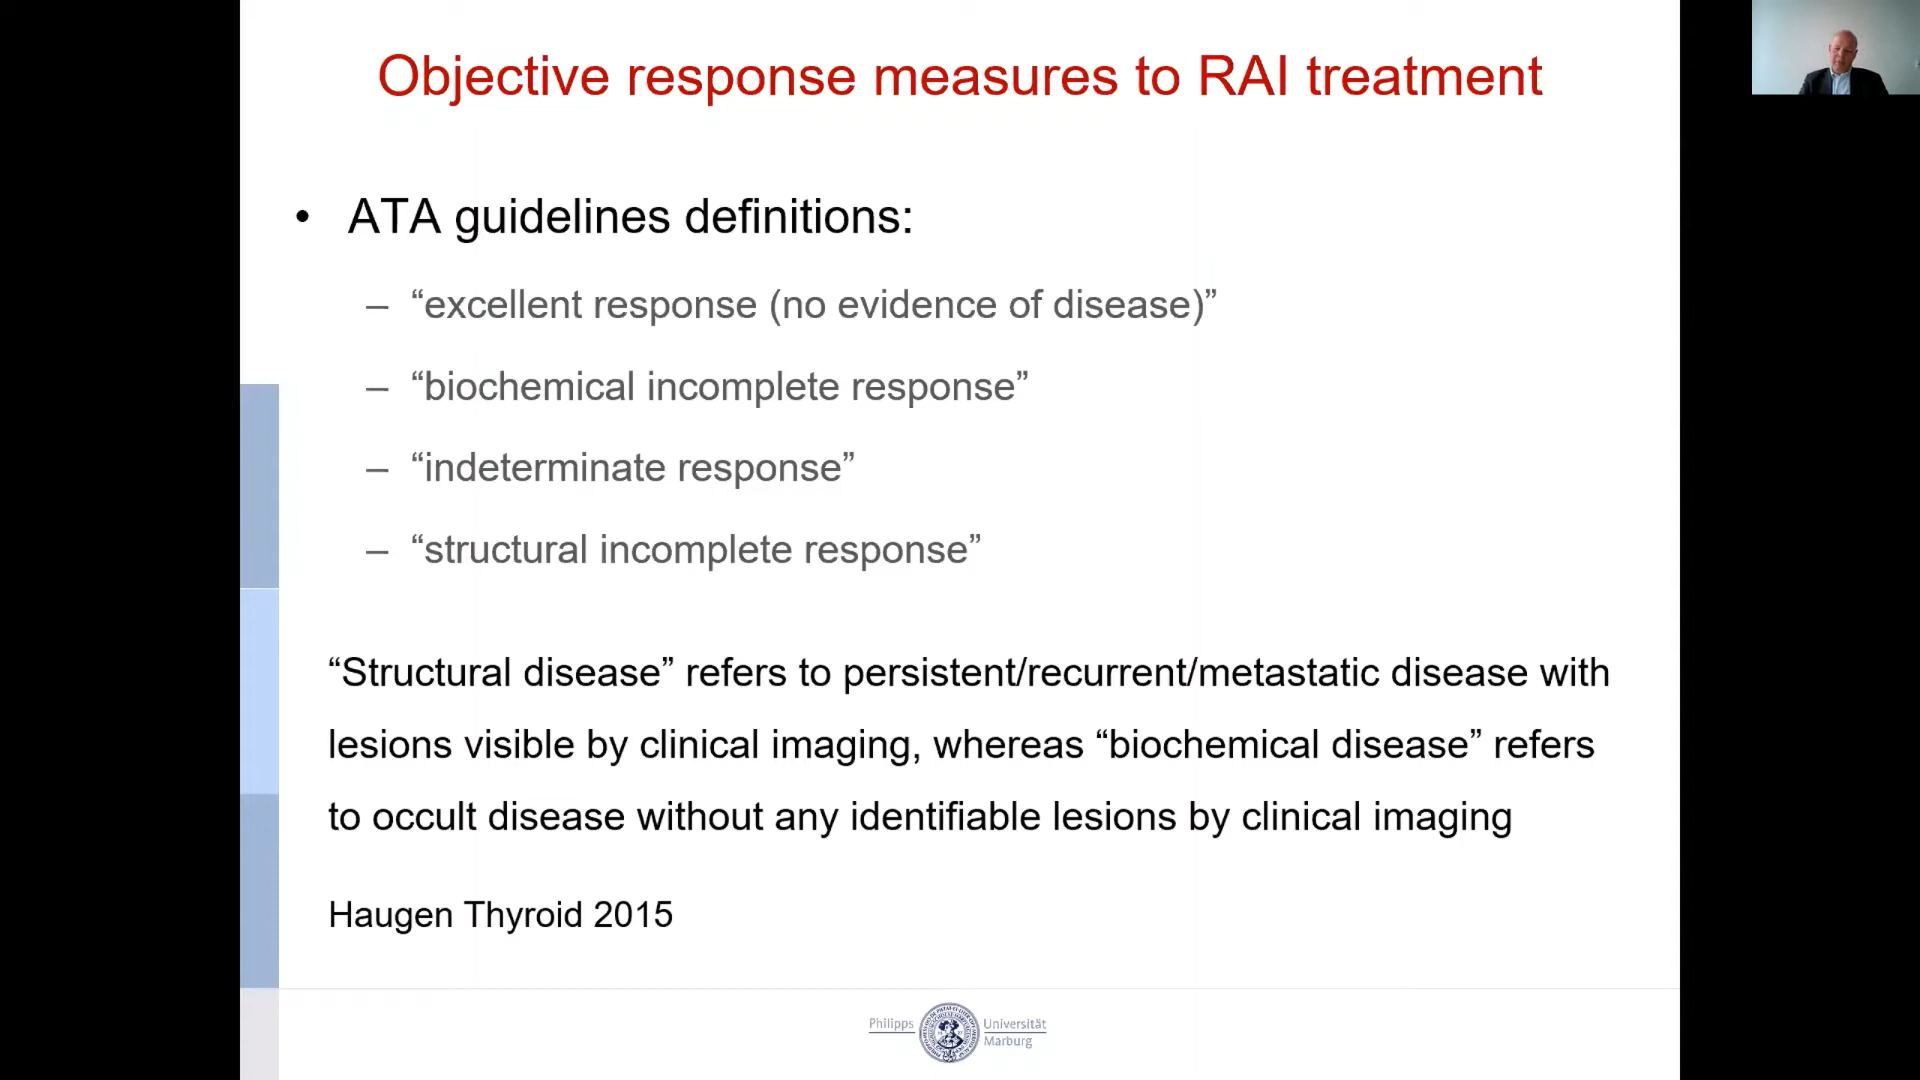 Objective response measures to RAI treatment
• ATA guidelines definitions:
– “excellent response (no evidence of disease)”
– “biochemical incomplete response”
– “indeterminate response”
– “structural incomplete response”
“Structural disease” refers to persistent/recurrent/metastatic disease with
lesions visible by clinical imaging, whereas “biochemical disease” refers
to occult disease without any identifiable lesions by clinical imaging
Haugen Thyroid 2015
Philipps Universität
Marburg